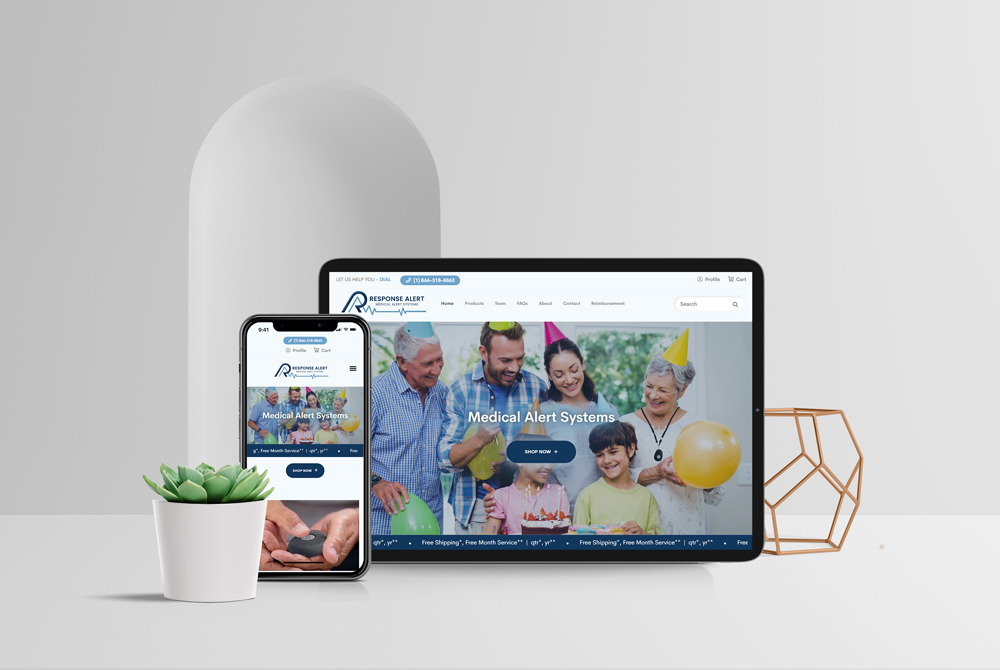 LET US HELP YOU - DIAL (1) 866-318-8863 Profile Cart
RESPONSE ALERT
MEDICAL ALERT SYSTEMS
Home Products Team FAQs About Contact Reimbursement
Search
Medical Alert Systems
SHOP NOW +
qtr*, yr** • Free Shipping*, Free Month Service** | qtr*, yr** • Free Shipping*, Free Month Service** | qtr*, yr** • Free
9:41
(1) 866-318-8863
Profile Cart
RESPONSE ALERT
MEDICAL ALERT SYSTEMS
Medical Alert Systems
g*, Free Month Service** | qtr*, yr** • Free
SHOP NOW +